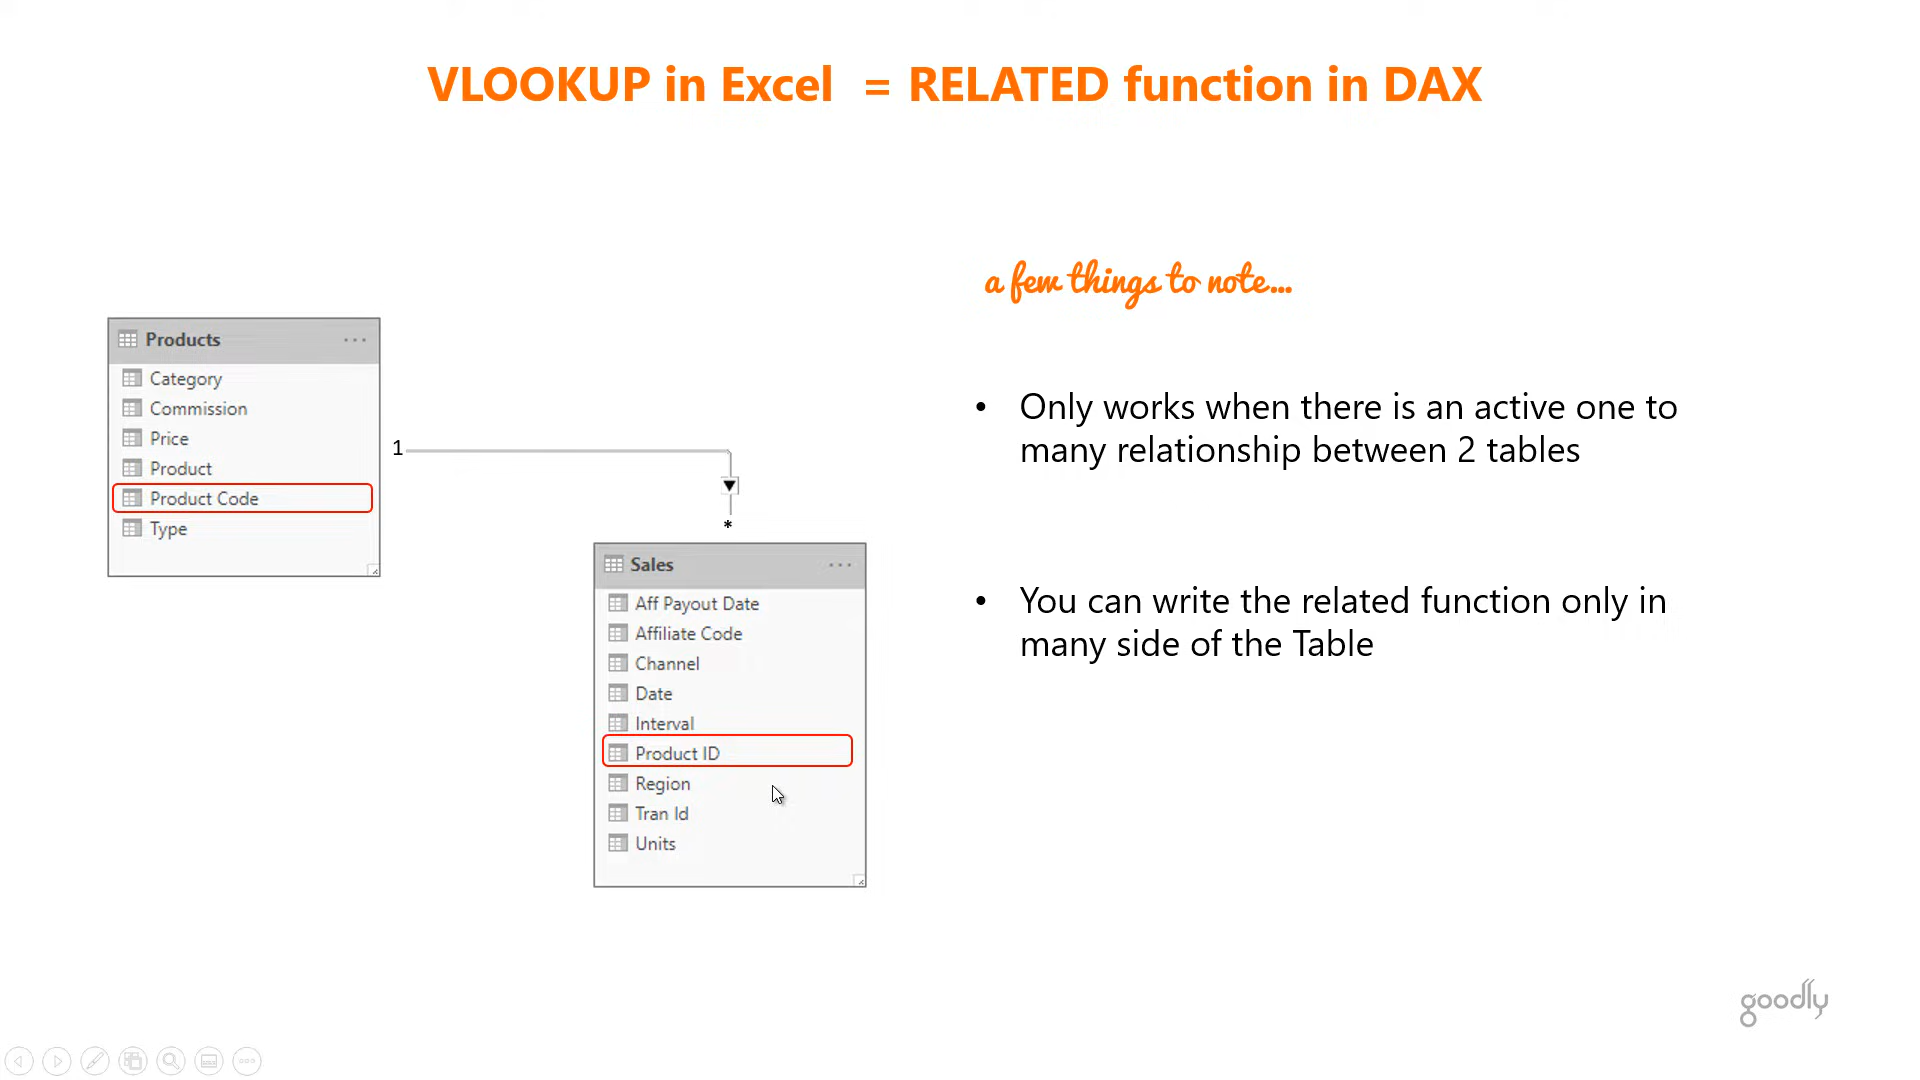 VLOOKUP in Excel = RELATED function in DAX
a few things to note...
Products
Category
Commission
Price
Product
Product Code
Type
1
*
Sales
Aff Payout Date
Affiliate Code
Channel
Date
Interval
Product ID
Region
Tran Id
Units
• Only works when there is an active one to
many relationship between 2 tables
• You can write the related function only in
many side of the Table
goodly